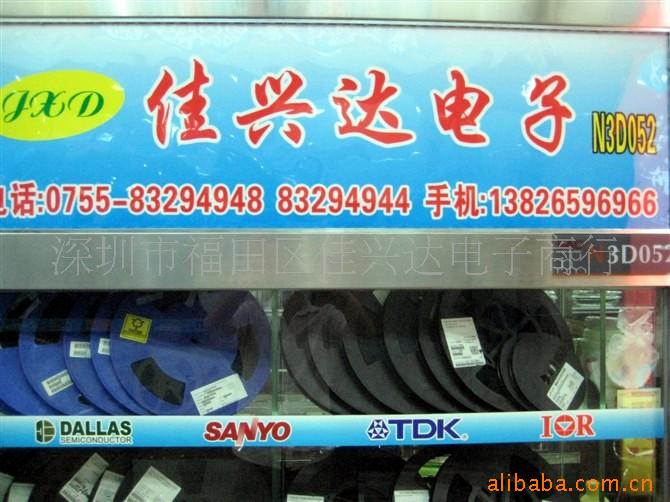 JXD 佳兴达电子 N3D052
电话:0755-83294948 83294944 手机:13826596966
深圳市福田区佳兴达电子商行
N3D052
DALLAS SEMICONDUCTOR SANYO TDK IOR
alibaba.com.cn